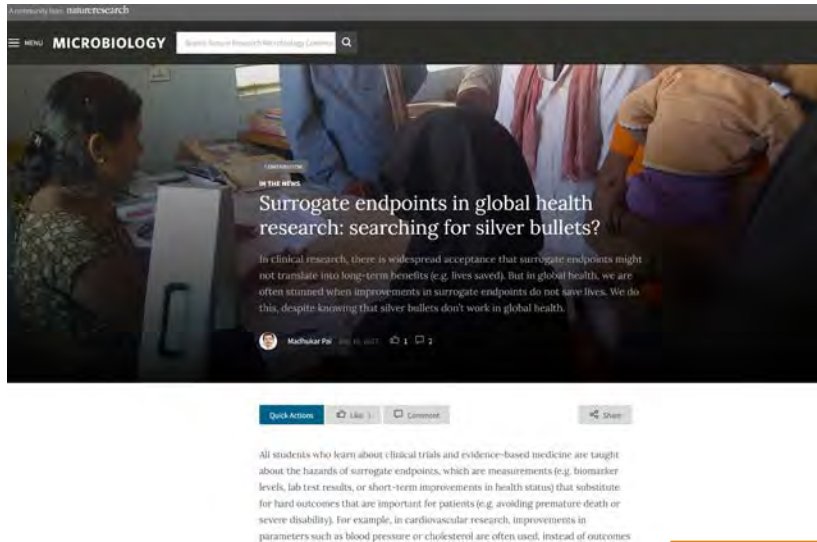 A community from natureresearch
MENU MICROBIOLOGY
CONTRIBUTION
IN THE NEWS
Surrogate endpoints in global health
research: searching for silver bullets?
In clinical research, there is widespread acceptance that surrogate endpoints might
not translate into long-term benefits (e.g. lives saved). But in global health, we are
often stunned when improvements in surrogate endpoints do not save lives. We do
this, despite knowing that silver bullets don't work in global health.
Madhukar Pai
Quick Actions Like Comment Share
All students who learn about clinical trials and evidence-based medicine are taught
about the hazards of surrogate endpoints, which are measurements (e.g. biomarker
levels, lab test results, or short-term improvements in health status) that substitute
for hard outcomes that are important for patients (e.g. avoiding premature death or
severe disability). For example, in cardiovascular research, improvements in
parameters such as blood pressure or cholesterol are often used, instead of outcomes